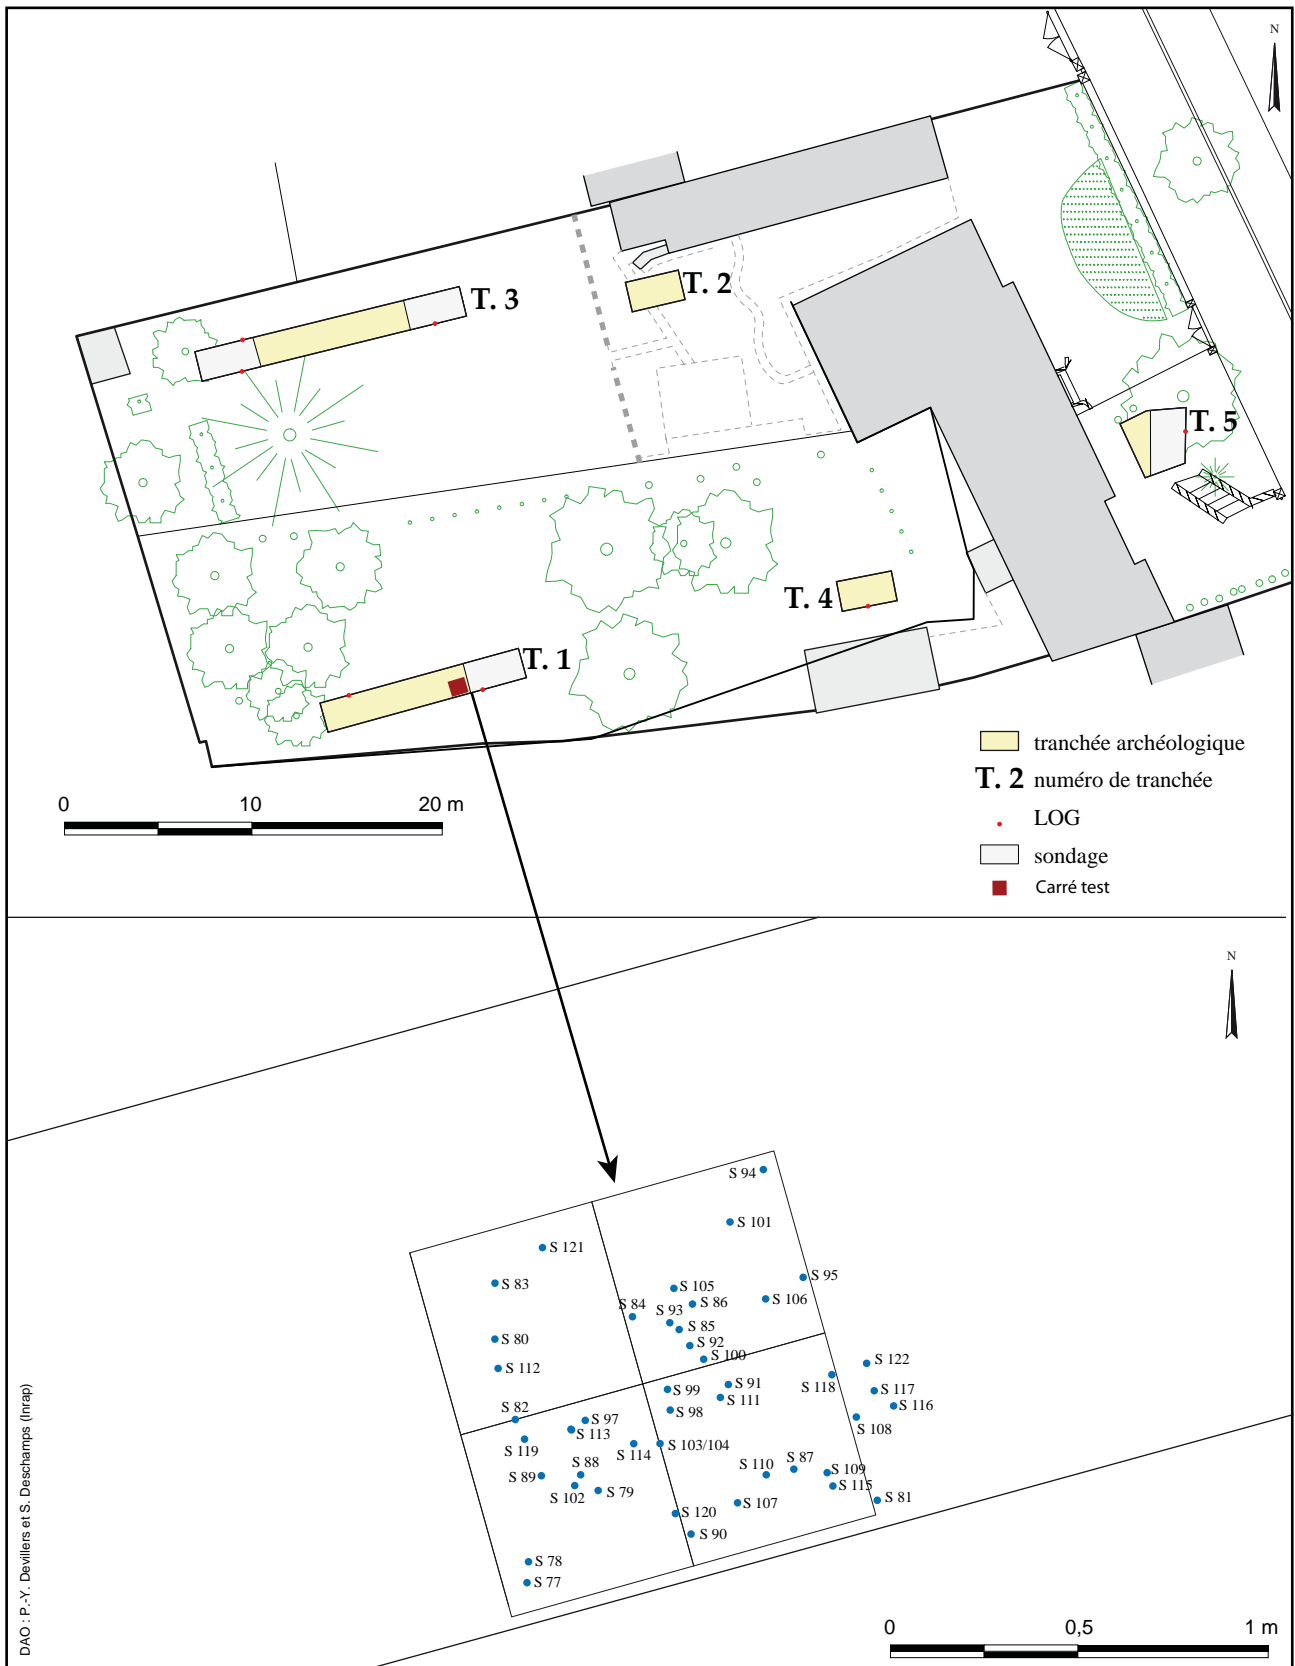 N
T. 3
T. 2
T. 5
T. 4
T. 1
tranchée archéologique
T. 2 numéro de tranchée
LOG
sondage
Carré test
0 10 20 m
N
S 94
S 101
S 121
S 83
S 95
S 105
S 106
S 86
S 84
S 93
S 85
S 80
S 92
S 100
S 112
S 122
S 118
S 91
S 117
S 99
S 111
S 116
S 98
S 82
S 97
S 108
S 113
S 119
S 114
S 103/104
S 88
S 110
S 87
S 109
S 89
S 102
S 79
S 115
S 107
S 81
S 120
S 90
S 78
S 77
0 0,5 1 m
DAO : P.-Y. Devillers et S. Deschamps (Inrap)